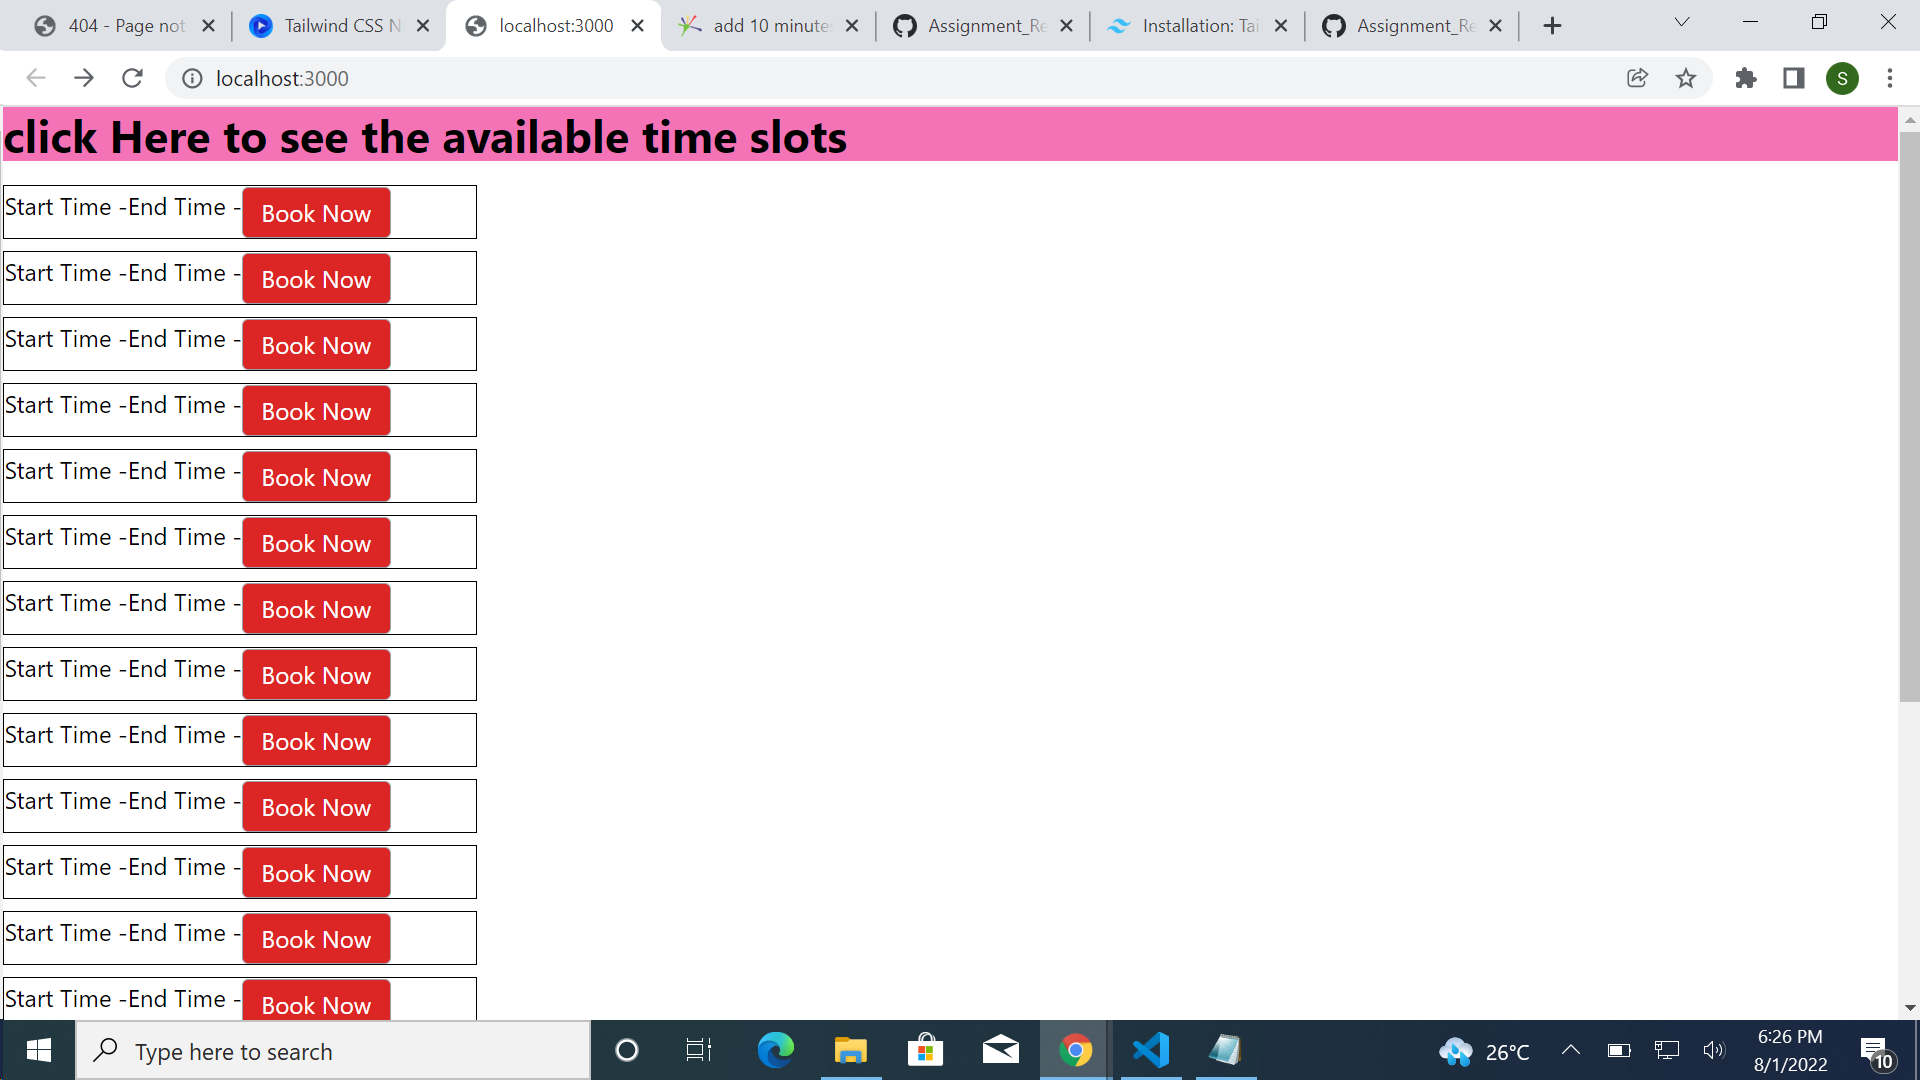 404 - Page not
Tailwind CSS N
localhost:3000
add 10 minute
Assignment_Re
Installation: Tai
Assignment_Re
localhost:3000
S
click Here to see the available time slots
Start Time -End Time - Book Now
Start Time -End Time - Book Now
Start Time -End Time - Book Now
Start Time -End Time - Book Now
Start Time -End Time - Book Now
Start Time -End Time - Book Now
Start Time -End Time - Book Now
Start Time -End Time - Book Now
Start Time -End Time - Book Now
Start Time -End Time - Book Now
Start Time -End Time - Book Now
Start Time -End Time - Book Now
Start Time -End Time - Book Now
Type here to search
26°C
6:26 PM
8/1/2022
10